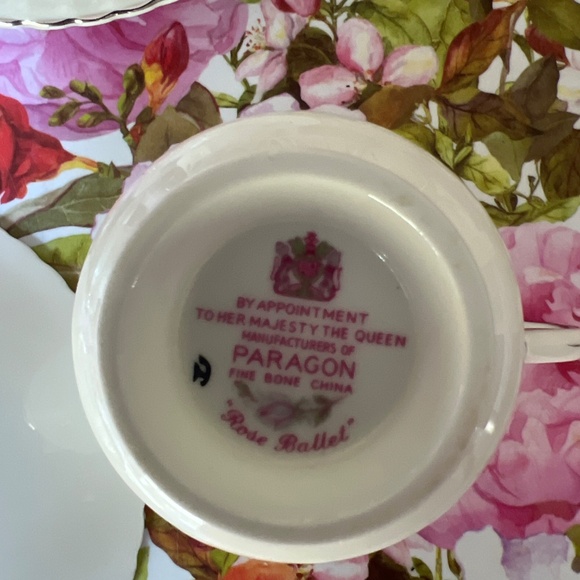 BY APPOINTMENT
TO HER MAJESTY THE QUEEN
MANUFACTURERS OF
PARAGON
FINE BONE CHINA
"Rose Ballet"